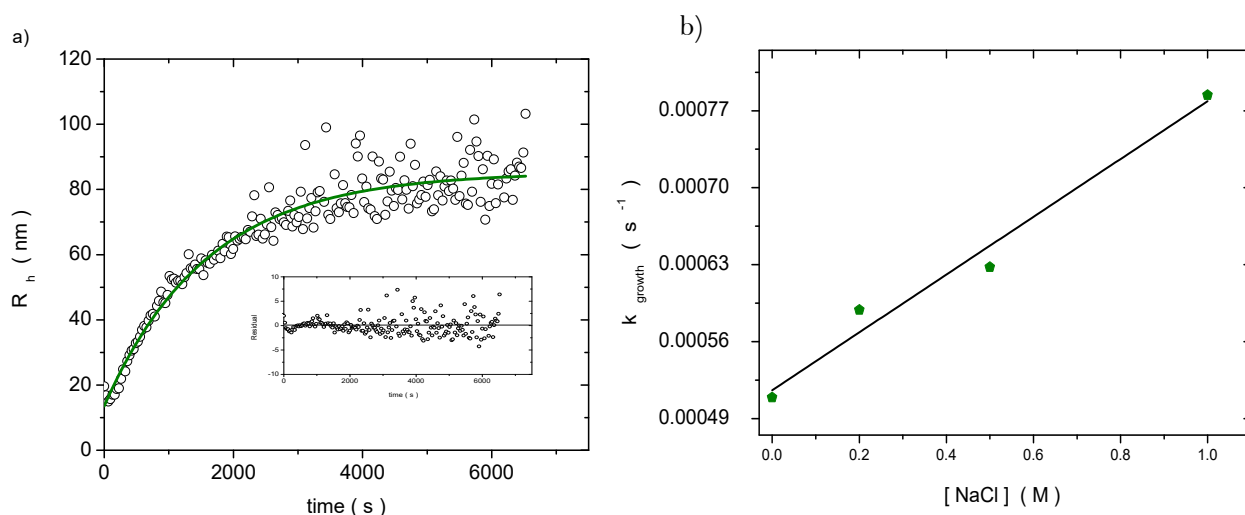 a)
120
100
80
60
40
20
0
R h ( nm )
0 2000 4000 6000
time ( s )
10
5
0
-5
-10
Residual
0 2000 4000 6000
time ( s )
b)
0.00077
0.00070
0.00063
0.00056
0.00049
k growth ( s -1 )
0.0 0.2 0.4 0.6 0.8 1.0
[ NaCl ] ( M )